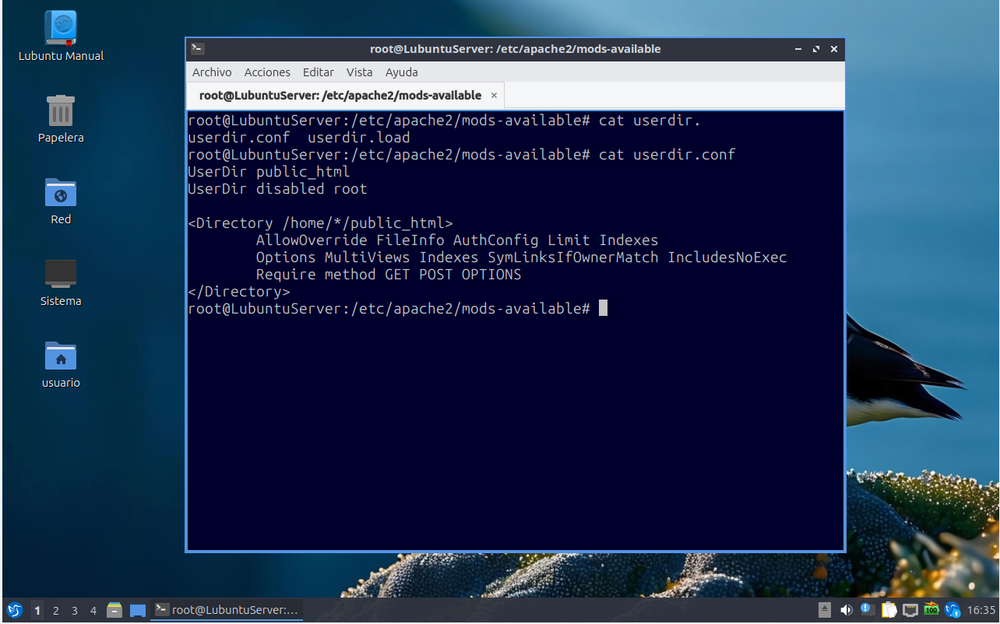 Lubuntu Manual
Papelera
Red
Sistema
usuario
root@LubuntuServer: /etc/apache2/mods-available
Archivo Acciones Editar Vista Ayuda
root@LubuntuServer: /etc/apache2/mods-available ×
root@LubuntuServer:/etc/apache2/mods-available# cat userdir.
userdir.conf  userdir.load
root@LubuntuServer:/etc/apache2/mods-available# cat userdir.conf
UserDir public_html
UserDir disabled root
<Directory /home/*/public_html>
        AllowOverride FileInfo AuthConfig Limit Indexes
        Options MultiViews Indexes SymLinksIfOwnerMatch IncludesNoExec
        Require method GET POST OPTIONS
</Directory>
root@LubuntuServer:/etc/apache2/mods-available#
1 2 3 4 root@LubuntuServer:... 100 16:35